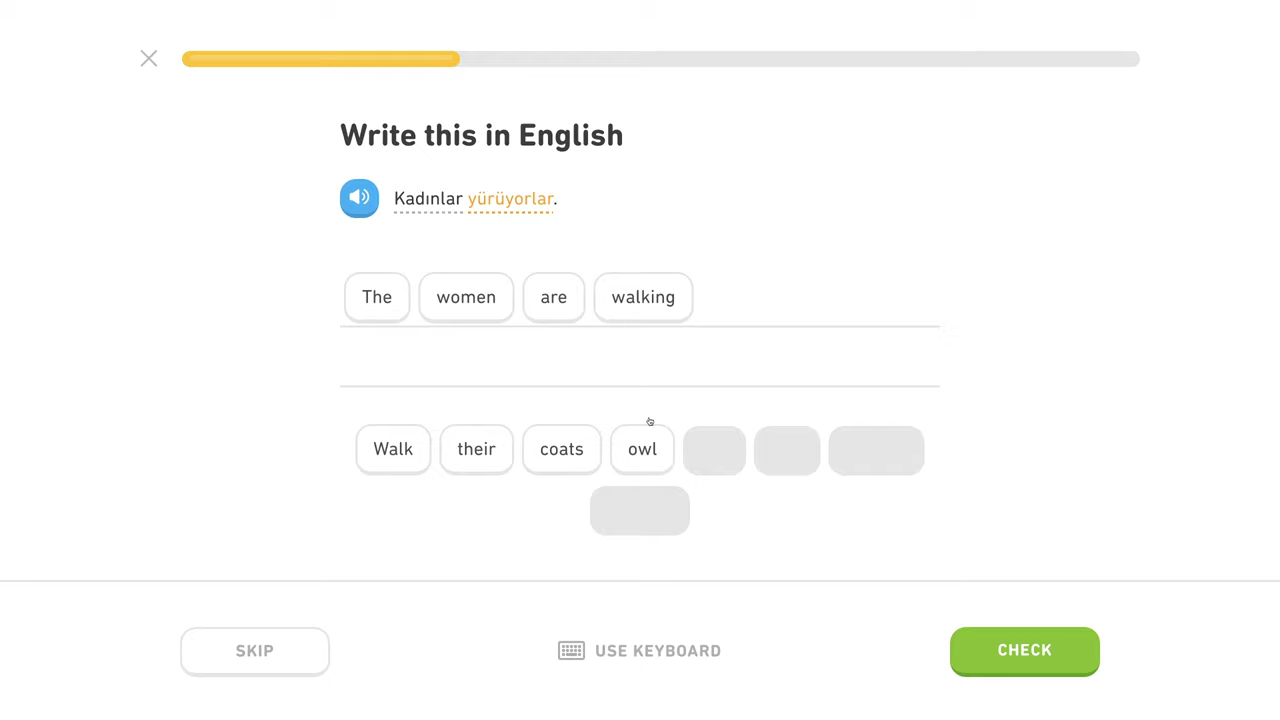 Write this in English
Kadınlar yürüyorlar.
The women are walking
Walk their coats owl
SKIP USE KEYBOARD CHECK